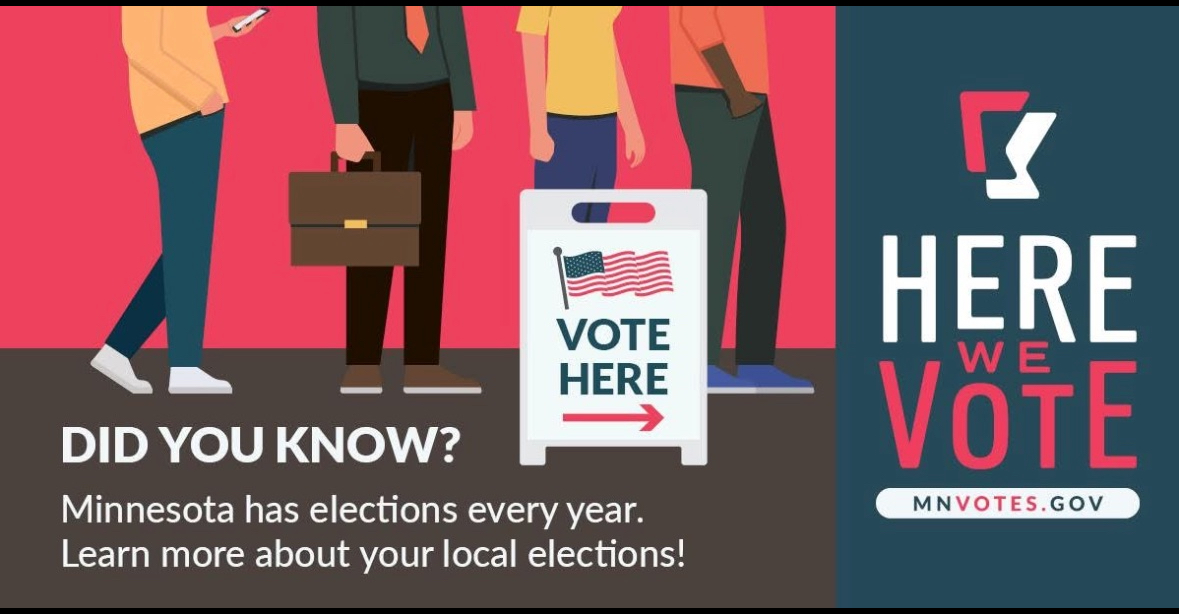 VOTE
HERE
DID YOU KNOW?
Minnesota has elections every year.
Learn more about your local elections!
HERE
WE
VOTE
MNVOTES.GOV